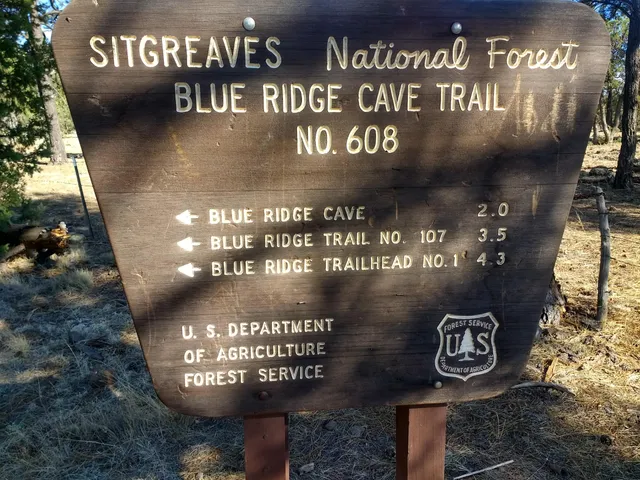 SITGREAVES National Forest
BLUE RIDGE CAVE TRAIL
NO. 608
BLUE RIDGE CAVE 2.0
BLUE RIDGE TRAIL NO. 107 3.5
BLUE RIDGE TRAILHEAD NO. 1 4.3
U. S. DEPARTMENT
OF AGRICULTURE
FOREST SERVICE
FOREST SERVICE
U S
DEPARTMENT OF AGRICULTURE